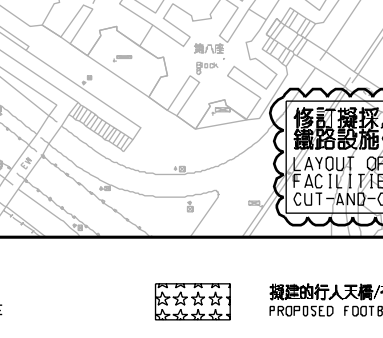 第八座
Block
修訂擬採
鐵路設施
LAYOUT OF
FACILITIE
CUT-AND-C
擬建的行人天橋/
PROPOSED FOOTB